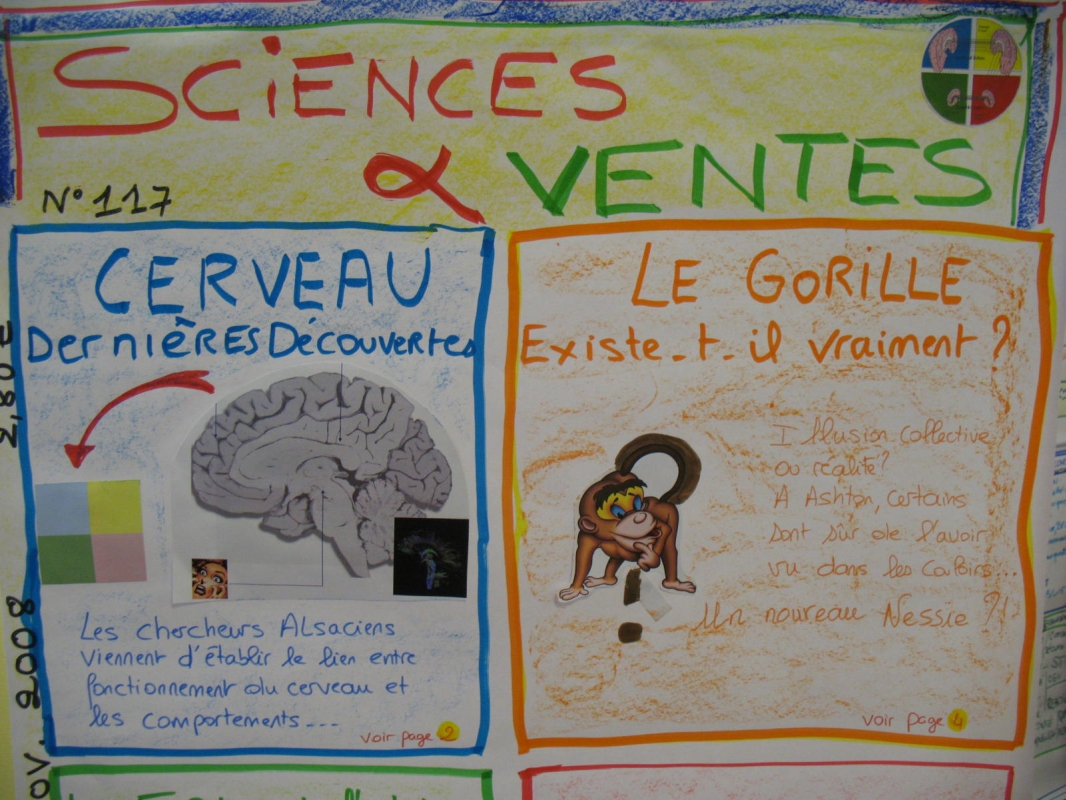 SCiENCES
& VENTES
N° 117
2,80 €
NOV. 2008
CERVEAU
DerNIÈRES Découvertes
Les chercheurs Alsaciens
Viennent d'établir le lien entre
fonctionnement du cerveau et
les comportements...
voir page 2
LE GORILLE
Existe-t-il vraiment ?
Illusion collective
ou réalité?
A Ashton, certains
sont sûr de l'avoir
vu dans les couloirs...
Un nouveau Nessie ?!
voir page 4